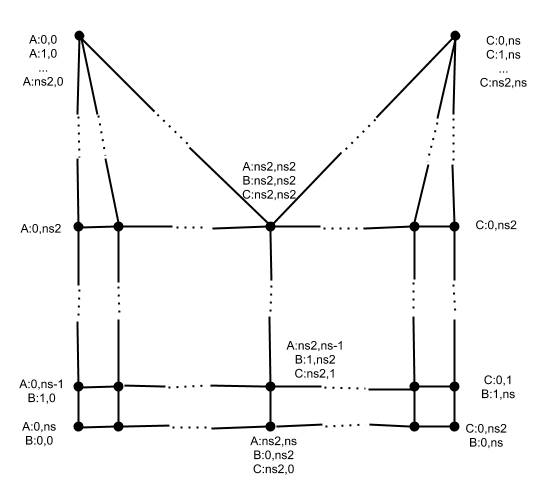 A:0,0
A:1,0
...
A:ns2,0
C:0,ns
C:1,ns
...
C:ns2,ns
A:ns2,ns2
B:ns2,ns2
C:ns2,ns2
A:0,ns2
C:0,ns2
A:ns2,ns-1
B:1,ns2
C:ns2,1
A:0,ns-1
B:1,0
C:0,1
B:1,ns
A:0,ns
B:0,0
A:ns2,ns
B:0,ns2
C:ns2,0
C:0,ns2
B:0,ns